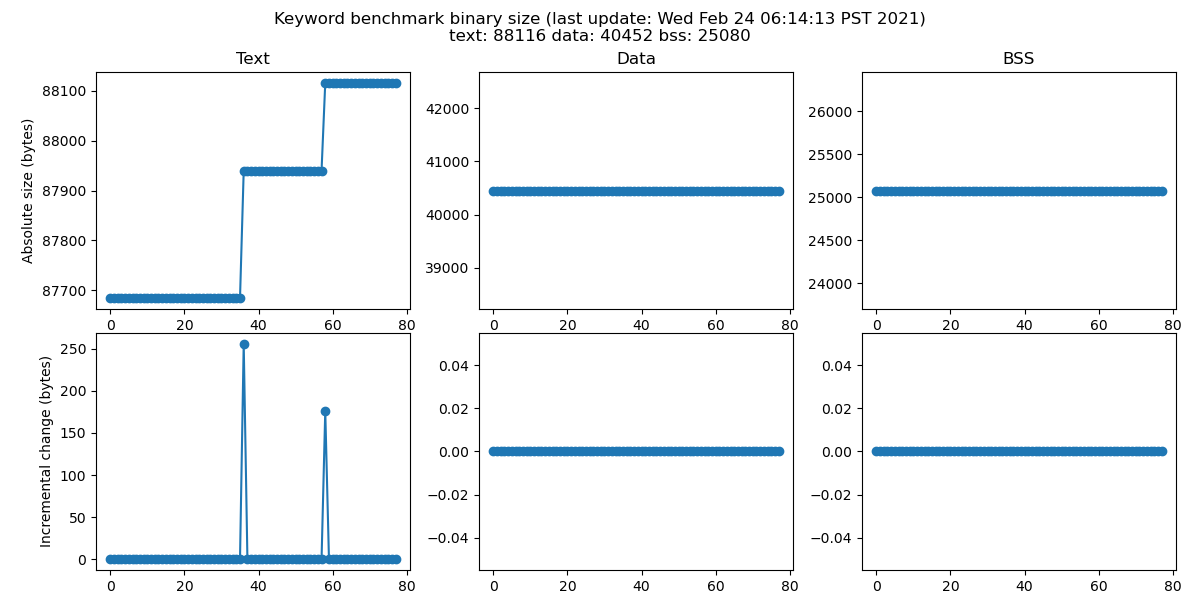 Keyword benchmark binary size (last update: Wed Feb 24 06:14:13 PST 2021)
text: 88116 data: 40452 bss: 25080
Text
Absolute size (bytes)
88100
88000
87900
87800
87700
0 20 40 60 80
Data
42000
41000
40000
39000
0 20 40 60 80
BSS
26000
25500
25000
24500
24000
0 20 40 60 80
Incremental change (bytes)
250
200
150
100
50
0
0 20 40 60 80
0.04
0.02
0.00
−0.02
−0.04
0 20 40 60 80
0.04
0.02
0.00
−0.02
−0.04
0 20 40 60 80